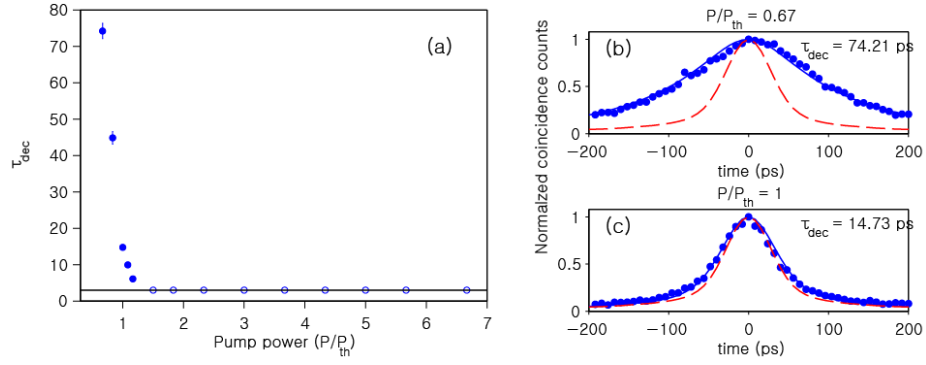 (a)
80
70
60
50
40
30
20
10
0
τdec
1 2 3 4 5 6 7
Pump power (P/Pth)
Normalized coincidence counts
P/Pth = 0.67
(b)
τdec = 74.21 ps
1
0.5
0
−200 −100 0 100 200
time (ps)
P/Pth = 1
(c)
τdec = 14.73 ps
1
0.5
0
−200 −100 0 100 200
time (ps)